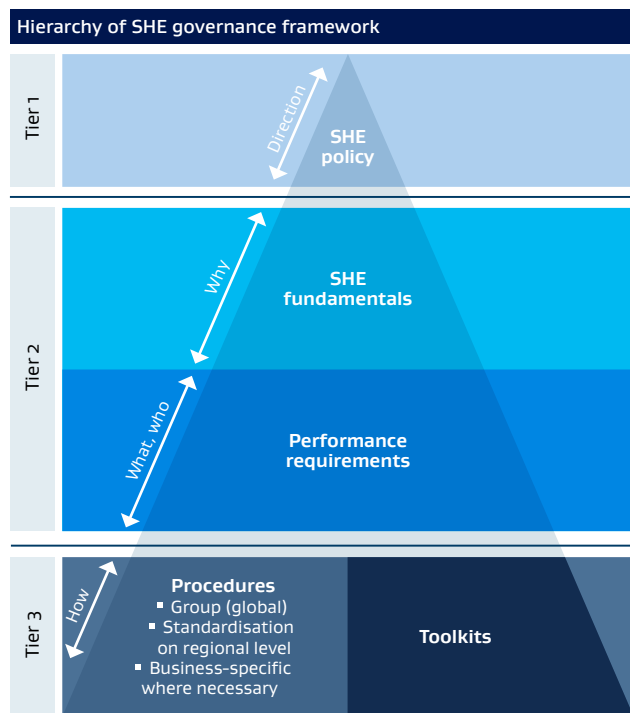 Hierarchy of SHE governance framework
Tier 1
Direction
SHE
policy
Tier 2
Why
SHE
fundamentals
What, who
Performance
requirements
Tier 3
How
Procedures
▪ Group (global)
▪ Standardisation
on regional level
▪ Business-specific
where necessary
Toolkits